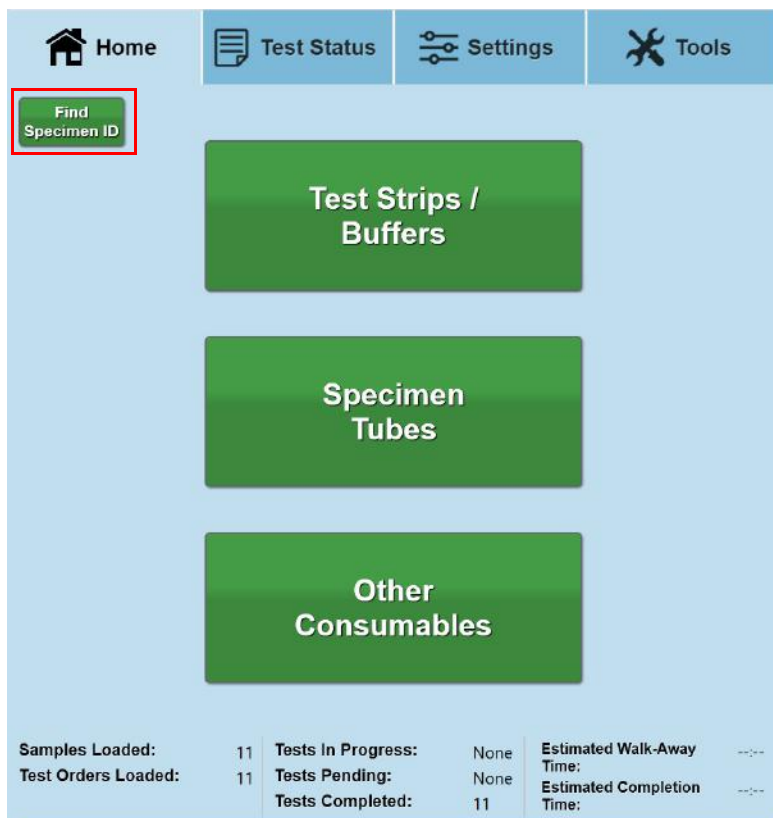 Home
Test Status
Settings
Tools
Find
Specimen ID
Test Strips /
Buffers
Specimen
Tubes
Other
Consumables
Samples Loaded: 11
Test Orders Loaded: 11
Tests In Progress: None
Tests Pending: None
Tests Completed: 11
Estimated Walk-Away
Time: --:--
Estimated Completion
Time: --:--